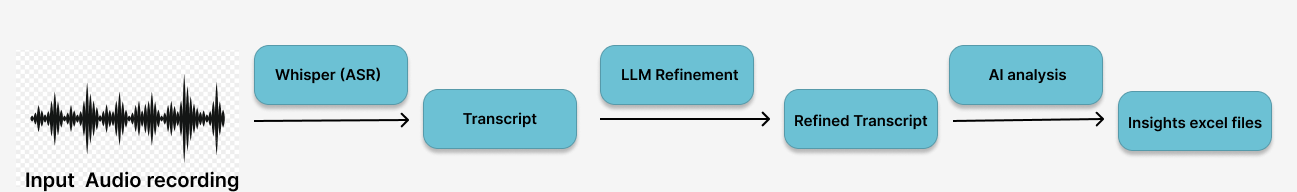 Whisper (ASR)
LLM Refinement
AI analysis
Transcript
Refined Transcript
Insights excel files
Input Audio recording